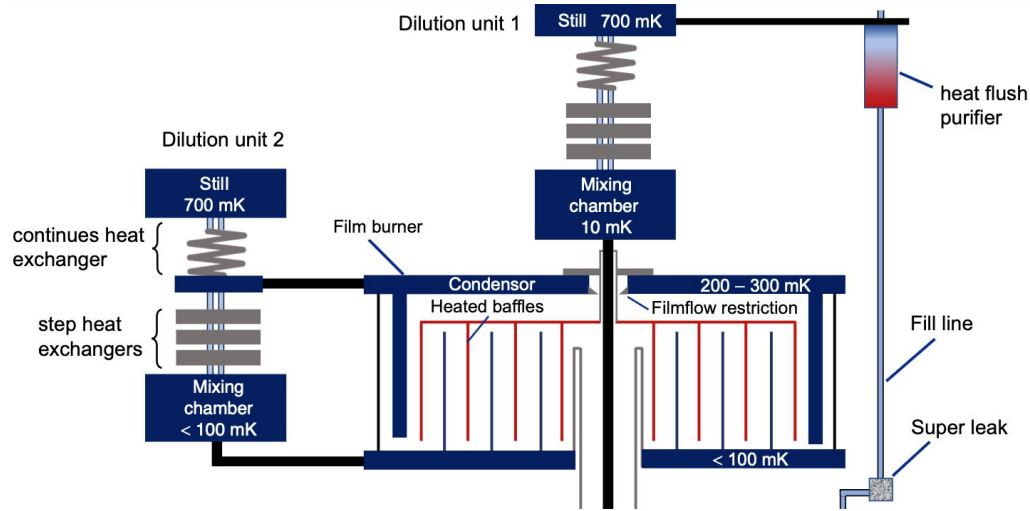 Dilution unit 1
Still 700 mK
heat flush
purifier
Dilution unit 2
Still
700 mK
Mixing
chamber
10 mK
continues heat
exchanger
Film burner
Condensor
200 – 300 mK
Heated baffles
Filmflow restriction
step heat
exchangers
Fill line
Mixing
chamber
< 100 mK
Super leak
< 100 mK